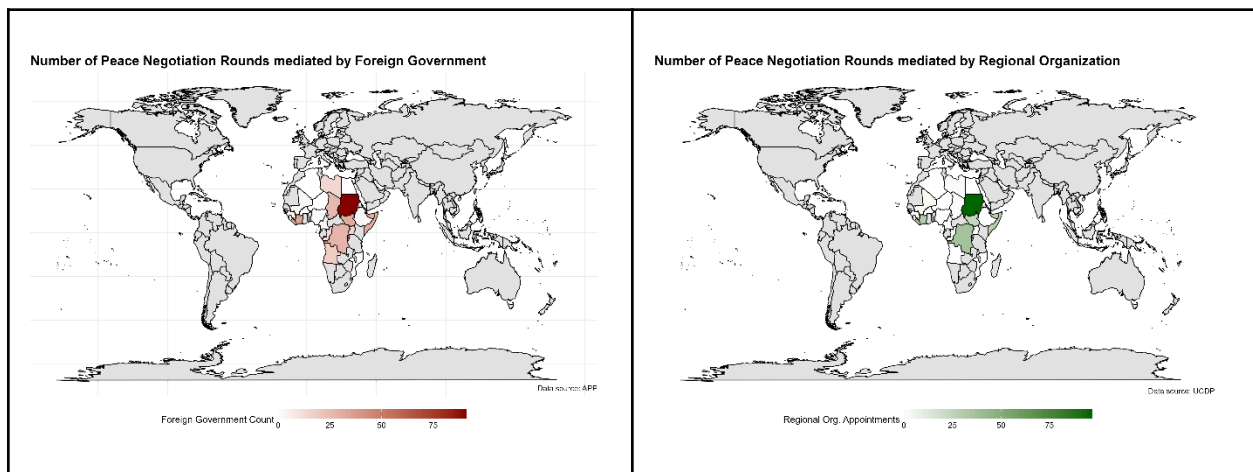 Number of Peace Negotiation Rounds mediated by Foreign Government
Data source: APP
Foreign Government Count 0 25 50 75
Number of Peace Negotiation Rounds mediated by Regional Organization
Data source: UCDP
Regional Org. Appointments 0 25 50 75